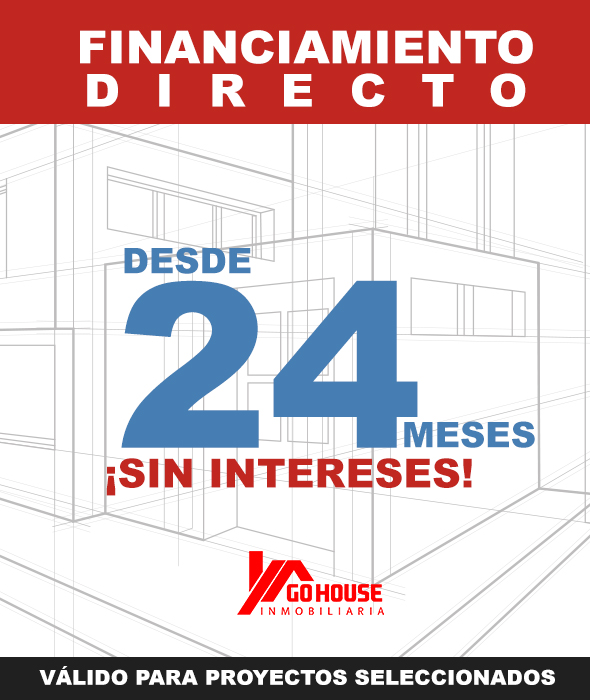 FINANCIAMIENTO
DIRECTO
DESDE
24
MESES
¡SIN INTERESES!
GO HOUSE
INMOBILIARIA
VÁLIDO PARA PROYECTOS SELECCIONADOS